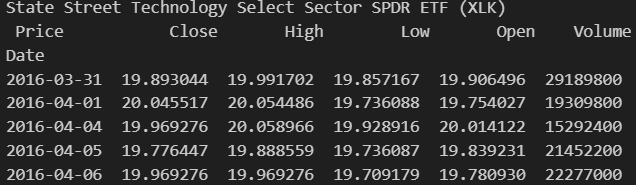 State Street Technology Select Sector SPDR ETF (XLK)
Price Close High Low Open Volume
Date
2016-03-31 19.893044 19.991702 19.857167 19.906496 29189800
2016-04-01 20.045517 20.054486 19.736088 19.754027 19309800
2016-04-04 19.969276 20.058966 19.928916 20.014122 15292400
2016-04-05 19.776447 19.888559 19.736087 19.839231 21452200
2016-04-06 19.969276 19.969276 19.709179 19.780930 22277000